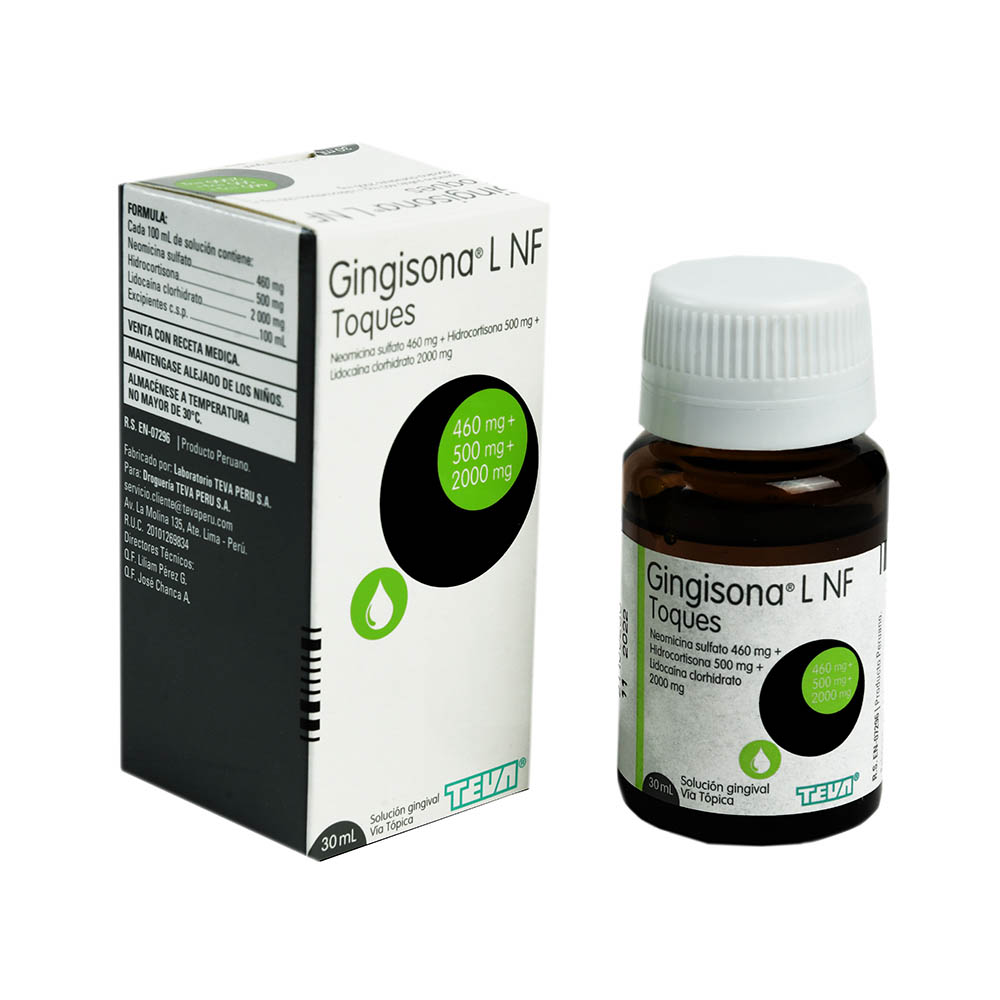 FORMULA:
Cada 100 mL de solución contiene:
Neomicina sulfato 460 mg
Hidrocortisona 500 mg
Lidocaína clorhidrato 2 000 mg
Excipientes c.s.p. 100 mL
VENTA CON RECETA MEDICA.
MANTENGASE ALEJADO DE LOS NIÑOS.
ALMACÉNESE A TEMPERATURA
NO MAYOR DE 30°C.
R.S. EN-07296 | Producto Peruano.
Fabricado por: Laboratorio TEVA PERU S.A.
Para: Droguería TEVA PERU S.A.
servicio.cliente@tevaperu.com
Av. La Molina 135, Ate. Lima - Perú.
R.U.C. 20101269834
Directores Técnicos:
Q.F. Liliam Pérez G.
Q.F. José Chanca A.
Gingisona® L NF
Toques
Gingisona® L NF
Toques
Neomicina sulfato 460 mg + Hidrocortisona 500 mg +
Lidocaína clorhidrato 2000 mg
460 mg +
500 mg +
2000 mg
TEVA®
30 mL
Solución gingival
Vía Tópica
Gingisona® L NF
Toques
Neomicina sulfato 460 mg +
Hidrocortisona 500 mg +
Lidocaína clorhidrato
2000 mg
460 mg +
500 mg +
2000 mg
30 mL
Solución gingival
Vía Tópica
TEVA®
R.S. EN-07296 | Producto Peruano.
11 2022